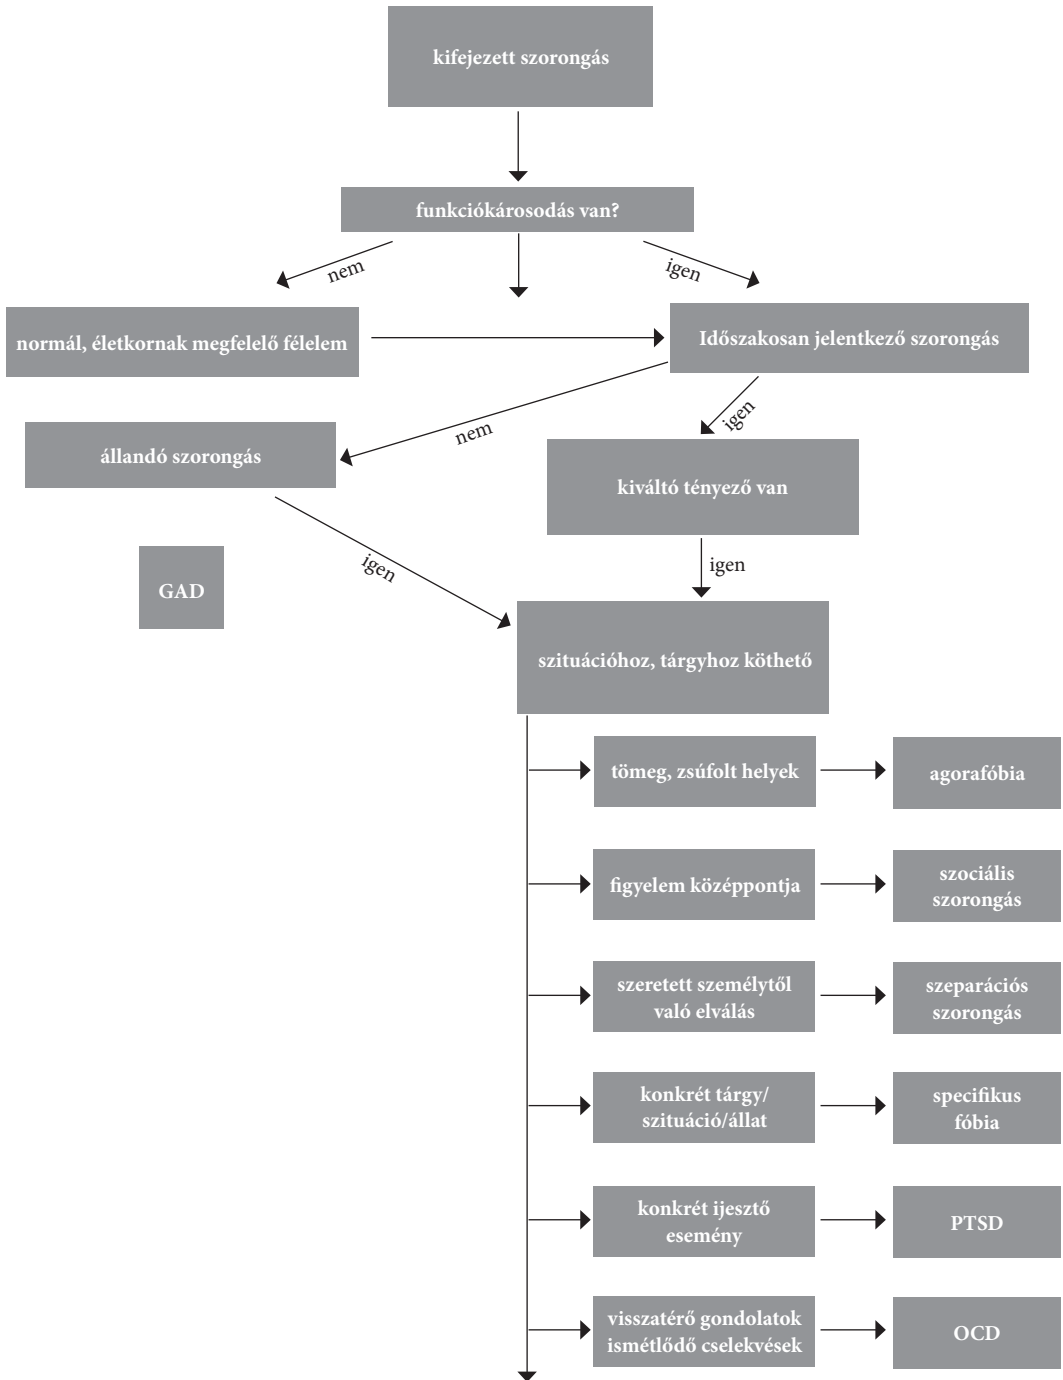 kifejezett szorongás
funkciókárosodás van?
nem
igen
normál, életkornak megfelelő félelem
Időszakosan jelentkező szorongás
nem
igen
állandó szorongás
kiváltó tényező van
igen
igen
GAD
szituációhoz, tárgyhoz köthető
tömeg, zsúfolt helyek
agorafóbia
figyelem középpontja
szociális
szorongás
szeretett személytől
való elválás
szeparációs
szorongás
konkrét tárgy/
szituáció/állat
specifikus
fóbia
konkrét ijesztő
esemény
PTSD
visszatérő gondolatok
ismétlődő cselekvések
OCD